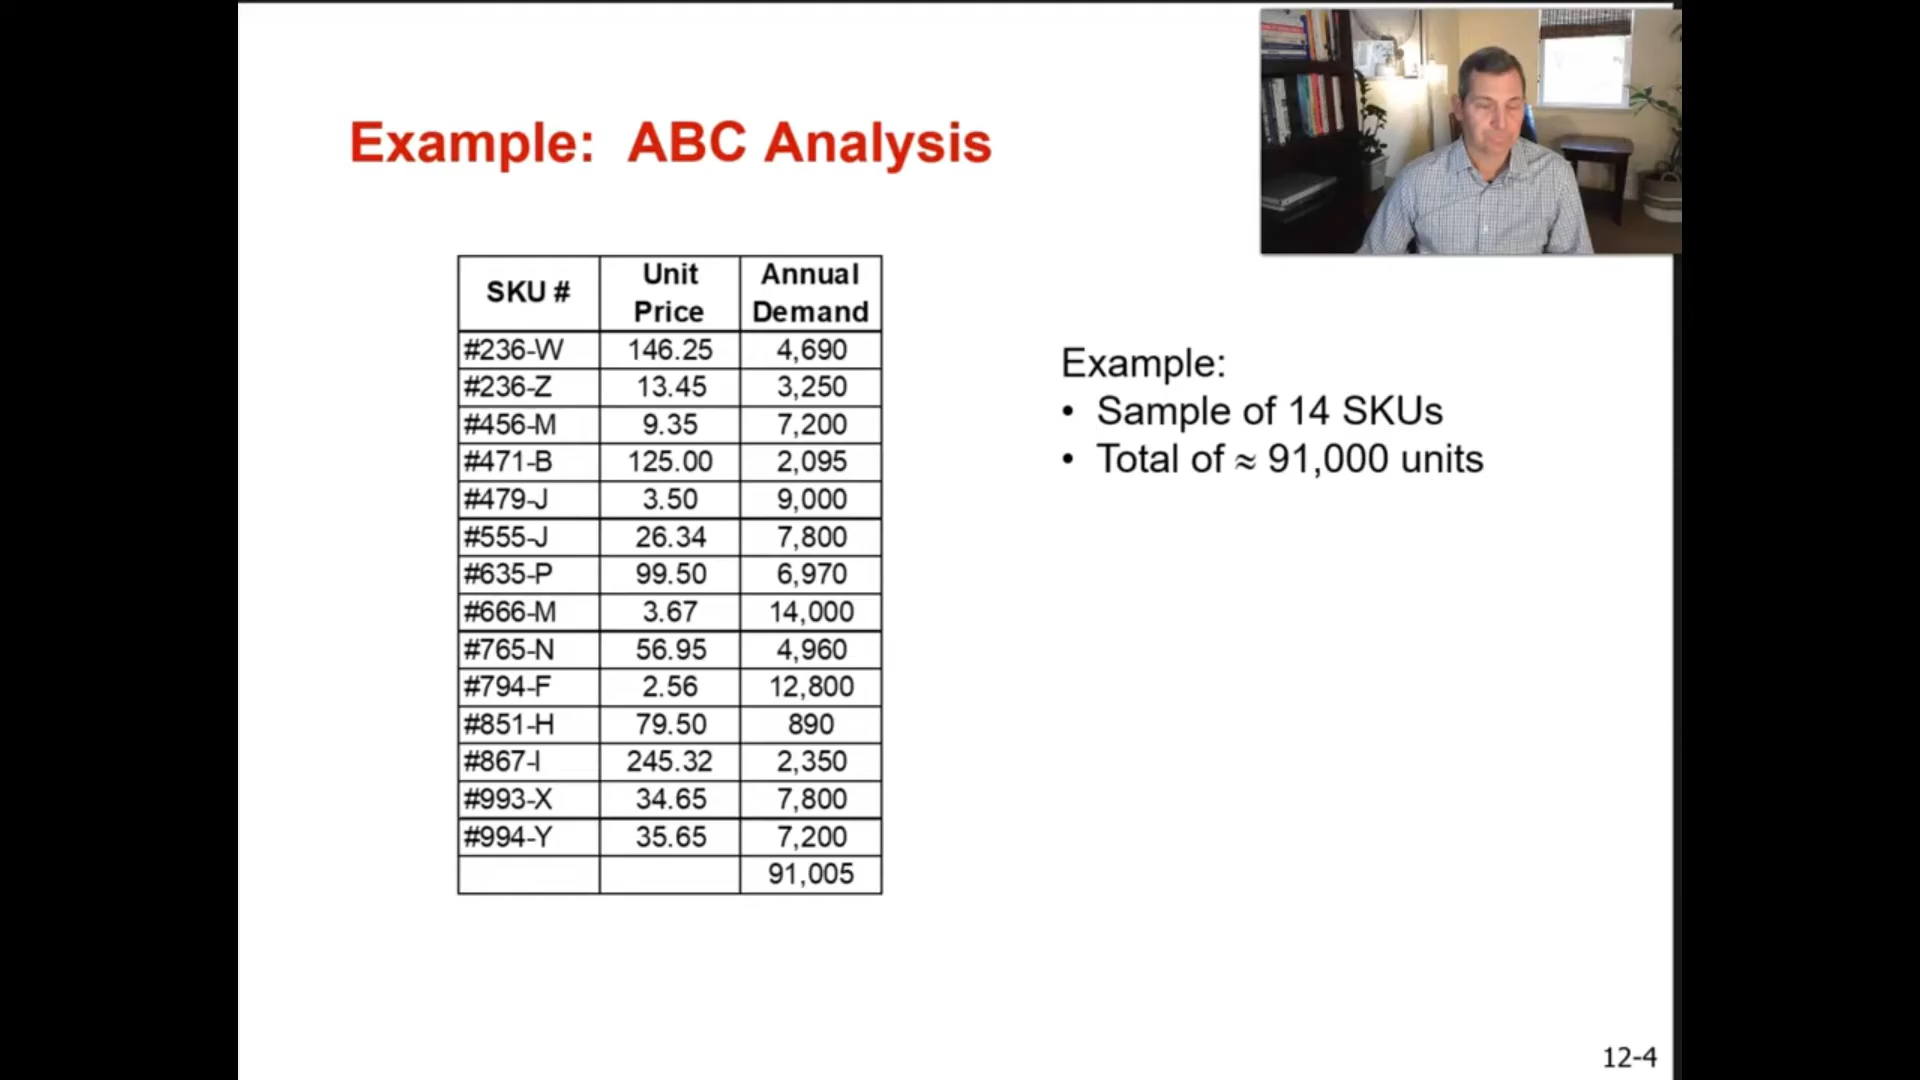 Example: ABC Analysis
SKU # Unit Price Annual Demand
#236-W 146.25 4,690
#236-Z 13.45 3,250
#456-M 9.35 7,200
#471-B 125.00 2,095
#479-J 3.50 9,000
#555-J 26.34 7,800
#635-P 99.50 6,970
#666-M 3.67 14,000
#765-N 56.95 4,960
#794-F 2.56 12,800
#851-H 79.50 890
#867-I 245.32 2,350
#993-X 34.65 7,800
#994-Y 35.65 7,200
91,005
Example:
• Sample of 14 SKUs
• Total of ≈ 91,000 units
12-4